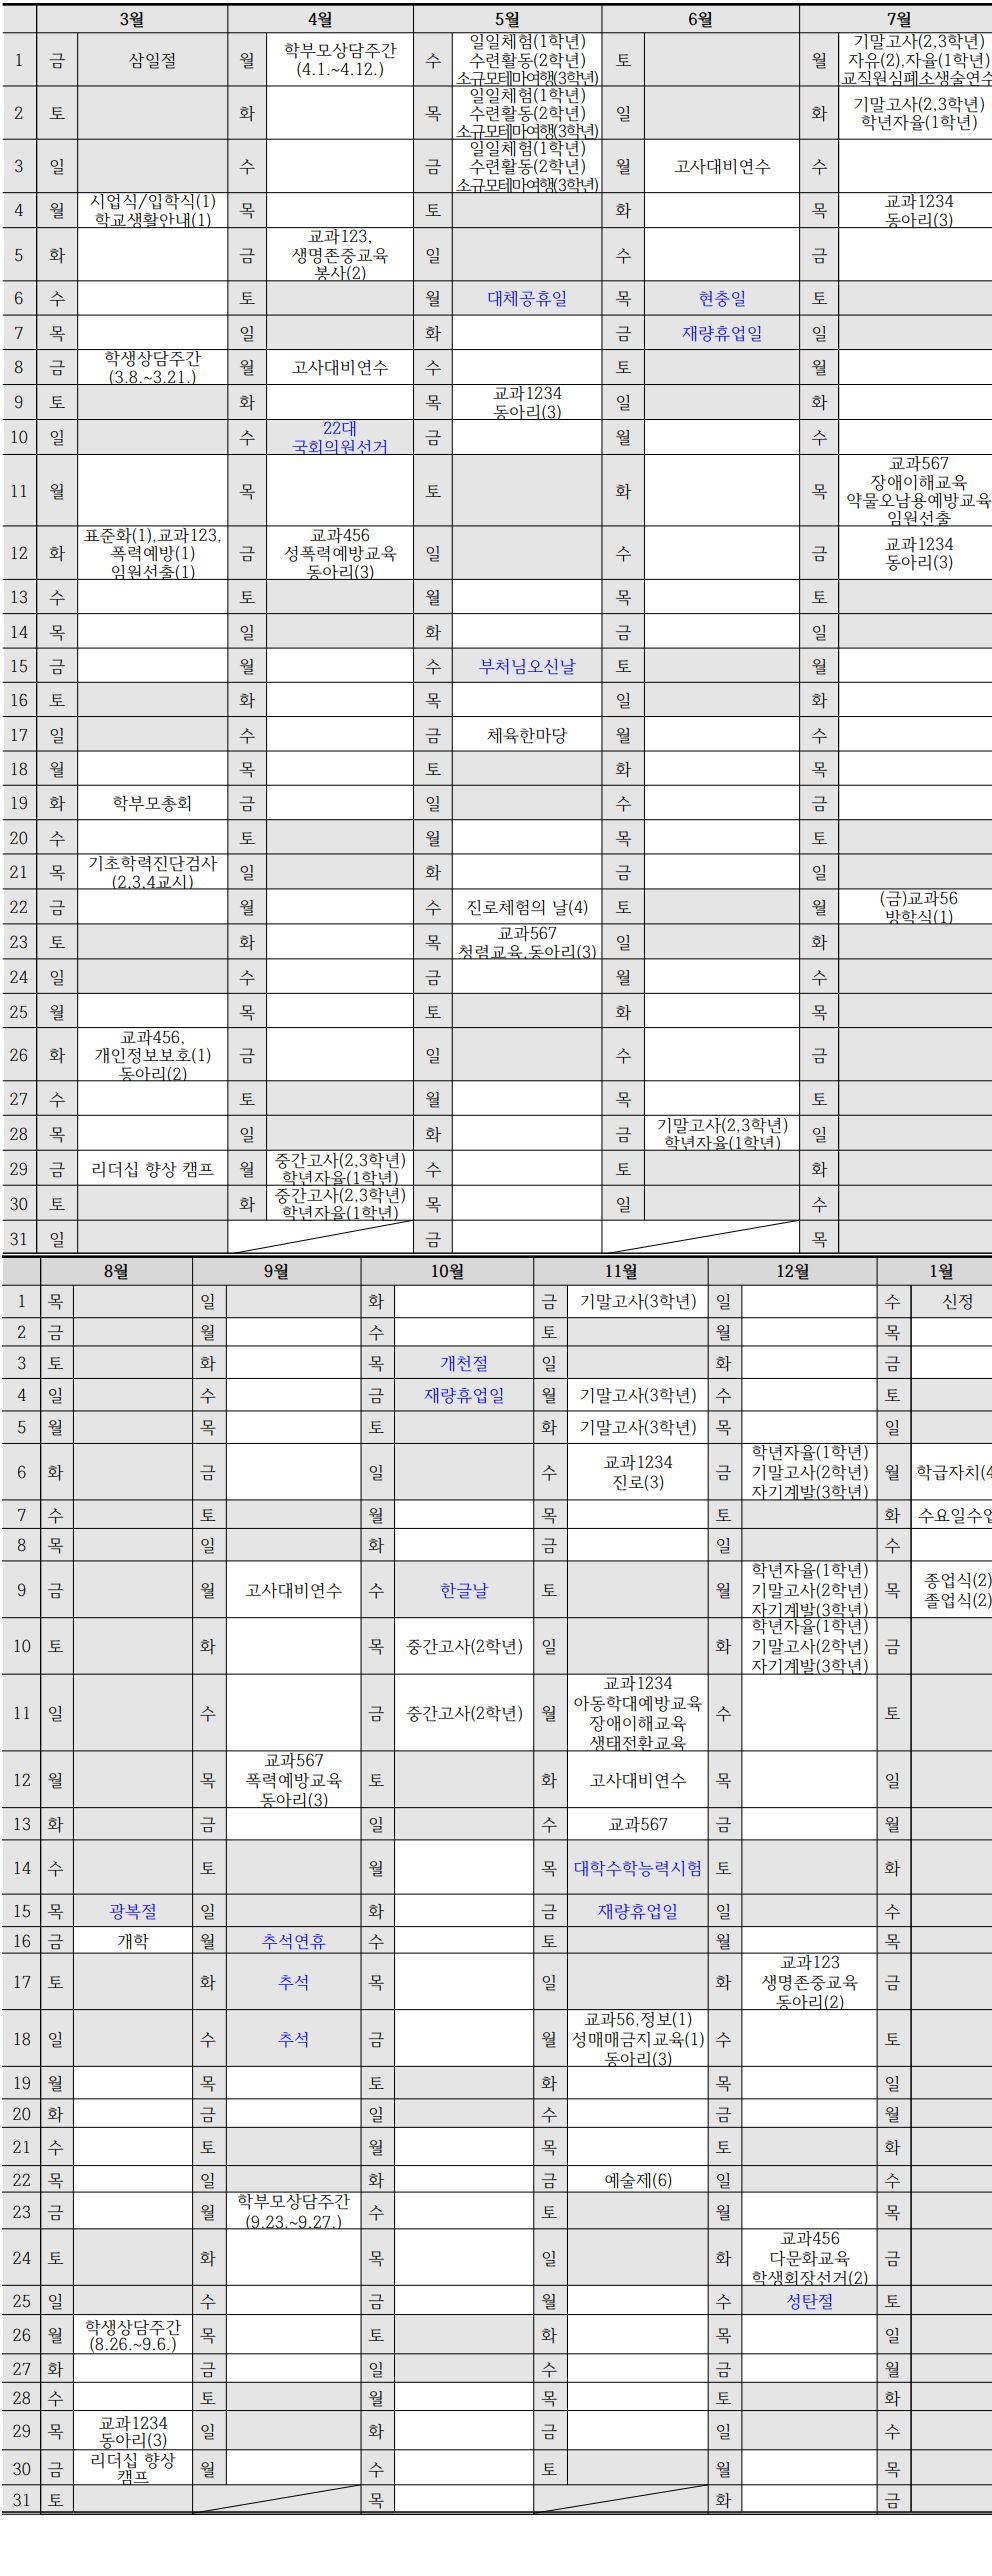 3월 4월 5월 6월 7월
1 금 삼일절 월 학부모상담주간 (4.1.~4.12.) 수 일일체험(1학년) 수련활동(2학년) 소규모테마여행(3학년) 토 월 기말고사(2,3학년) 자유(2),자율(1학년) 교직원심폐소생술연수
2 토 화 목 일일체험(1학년) 수련활동(2학년) 소규모테마여행(3학년) 일 화 기말고사(2,3학년) 학년자율(1학년)
3 일 수 금 일일체험(1학년) 수련활동(2학년) 소규모테마여행(3학년) 월 고사대비연수 수
4 월 시업식/입학식(1) 학교생활안내(1) 목 토 화 목 교과1234 동아리(3)
5 화 금 교과123, 생명존중교육 봉사(2) 일 수 금
6 수 토 월 대체공휴일 목 현충일 토
7 목 일 화 금 재량휴업일 일
8 금 학생상담주간 (3.8.~3.21.) 월 고사대비연수 수 토 월
9 토 화 목 교과1234 동아리(3) 일 화
10 일 수 22대 국회의원선거 금 월 수
11 월 목 토 화 목 교과567 장애이해교육 약물오남용예방교육 임원선출
12 화 표준화(1),교과123, 폭력예방(1) 임원선출(1) 금 교과456 성폭력예방교육 동아리(3) 일 수 금 교과1234 동아리(3)
13 수 토 월 목 토
14 목 일 화 금 일
15 금 월 수 부처님오신날 토 월
16 토 화 목 일 화
17 일 수 금 체육한마당 월 수
18 월 목 토 화 목
19 화 학부모총회 금 일 수 금
20 수 토 월 목 토
21 목 기초학력진단검사 (2,3,4교시) 일 화 금 일
22 금 월 수 진로체험의 날(4) 토 월 (금)교과56 방학식(1)
23 토 화 목 교과567 청렴교육,동아리(3) 일 화
24 일 수 금 월 수
25 월 목 토 화 목
26 화 교과456, 개인정보보호(1) 동아리(2) 금 일 수 금
27 수 토 월 목 토
28 목 일 화 금 기말고사(2,3학년) 학년자율(1학년) 일
29 금 리더십 향상 캠프 월 중간고사(2,3학년) 학년자율(1학년) 수 토 화
30 토 화 중간고사(2,3학년) 학년자율(1학년) 목 일 수
31 일 금 목
8월 9월 10월 11월 12월 1월
1 목 일 화 금 기말고사(3학년) 일 수 신정
2 금 월 수 토 월 목
3 토 화 목 개천절 일 화 금
4 일 수 금 재량휴업일 월 기말고사(3학년) 수 토
5 월 목 토 화 기말고사(3학년) 목 일
6 화 금 일 수 교과1234 진로(3) 금 학년자율(1학년) 기말고사(2학년) 자기계발(3학년) 월 학급자치(4
7 수 토 월 목 토 화 수요일수업
8 목 일 화 금 일 수
9 금 월 고사대비연수 수 한글날 토 월 학년자율(1학년) 기말고사(2학년) 자기계발(3학년) 목 종업식(2) 졸업식(2)
10 토 화 목 중간고사(2학년) 일 화 학년자율(1학년) 기말고사(2학년) 자기계발(3학년) 금
11 일 수 금 중간고사(2학년) 월 교과1234 아동학대예방교육 장애이해교육 생태전환교육 수 토
12 월 목 교과567 폭력예방교육 동아리(3) 토 화 고사대비연수 목 일
13 화 금 일 수 교과567 금 월
14 수 토 월 목 대학수학능력시험 토 화
15 목 광복절 일 화 금 재량휴업일 일 수
16 금 개학 월 추석연휴 수 토 월 목
17 토 화 추석 목 일 화 교과123 생명존중교육 동아리(2) 금
18 일 수 추석 금 월 교과56,정보(1) 성매매금지교육(1) 동아리(3) 수 토
19 월 목 토 화 목 일
20 화 금 일 수 금 월
21 수 토 월 목 토 화
22 목 일 화 금 예술제(6) 일 수
23 금 월 학부모상담주간 (9.23.~9.27.) 수 토 월 목
24 토 화 목 일 화 교과456 다문화교육 학생회장선거(2) 금
25 일 수 금 월 수 성탄절 토
26 월 학생상담주간 (8.26.~9.6.) 목 토 화 목 일
27 화 금 일 수 금 월
28 수 토 월 목 토 화
29 목 교과1234 동아리(3) 일 화 금 일 수
30 금 리더십 향상 캠프 월 수 토 월 목
31 토 목 화 금